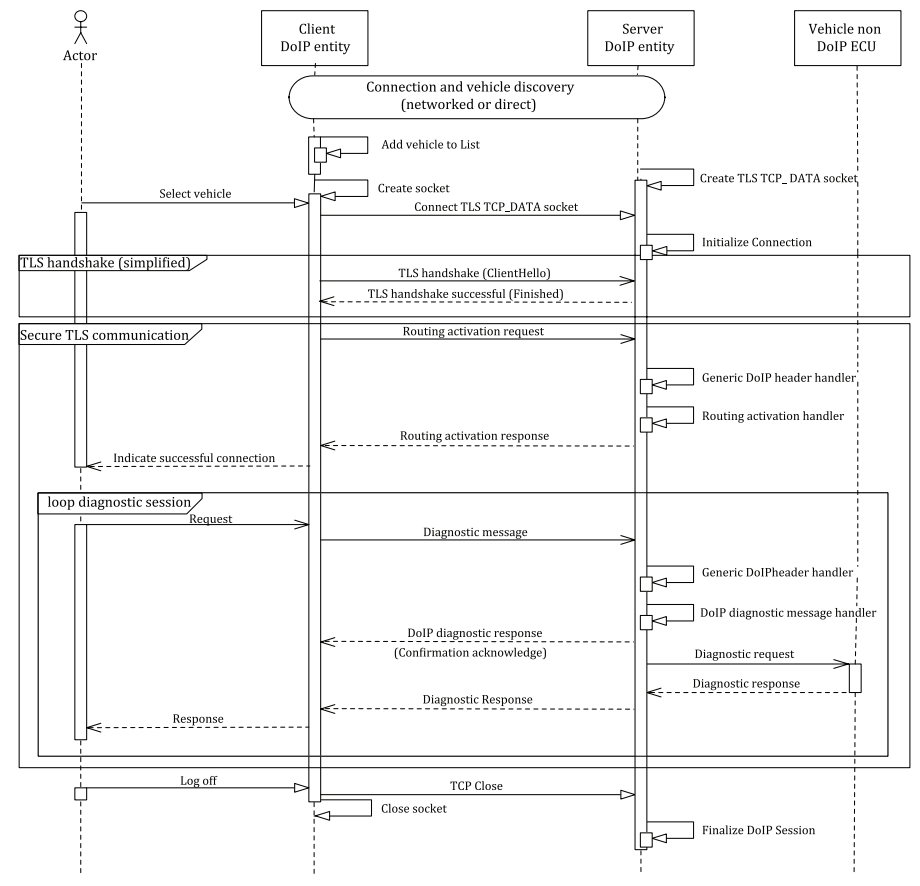 Actor
Client
DoIP entity
Server
DoIP entity
Vehicle non
DoIP ECU
Connection and vehicle discovery
(networked or direct)
Add vehicle to List
Create TLS TCP_DATA socket
Create socket
Select vehicle
Connect TLS TCP_DATA socket
Initialize Connection
TLS handshake (simplified)
TLS handshake (ClientHello)
TLS handshake successful (Finished)
Secure TLS communication
Routing activation request
Generic DoIP header handler
Routing activation handler
Routing activation response
Indicate successful connection
loop diagnostic session
Request
Diagnostic message
Generic DoIPheader handler
DoIP diagnostic message handler
DoIP diagnostic response
(Confirmation acknowledge)
Diagnostic request
Diagnostic response
Diagnostic Response
Response
Log off
TCP Close
Close socket
Finalize DoIP Session